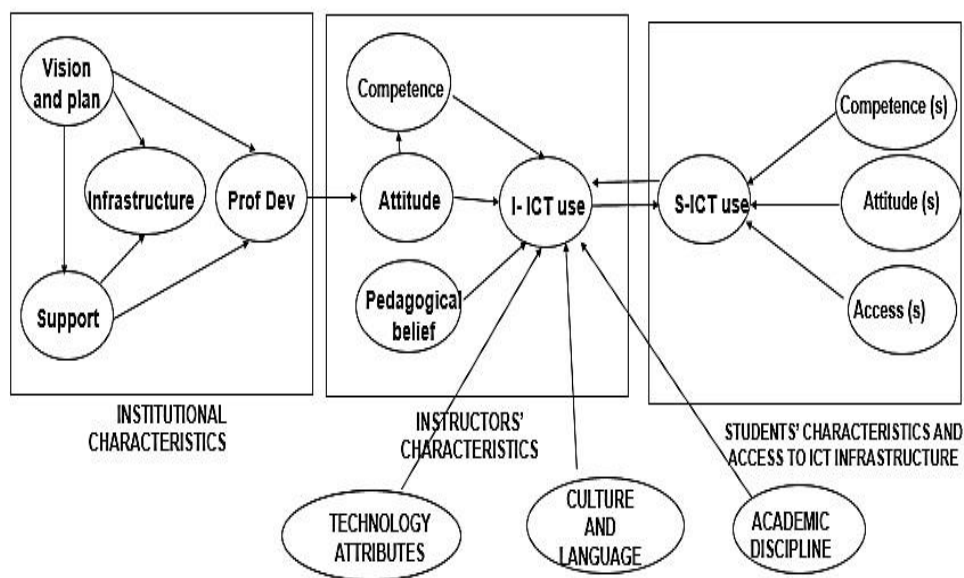 Vision
and plan
Infrastructure
Prof Dev
Support
INSTITUTIONAL
CHARACTERISTICS
Competence
Attitude
I- ICT use
Pedagogical
belief
INSTRUCTORS'
CHARACTERISTICS
S-ICT use
Competence (s)
Attitude (s)
Access (s)
STUDENTS' CHARACTERISTICS AND
ACCESS TO ICT INFRASTRUCTURE
TECHNOLOGY
ATTRIBUTES
CULTURE
AND
LANGUAGE
ACADEMIC
DISCIPLINE